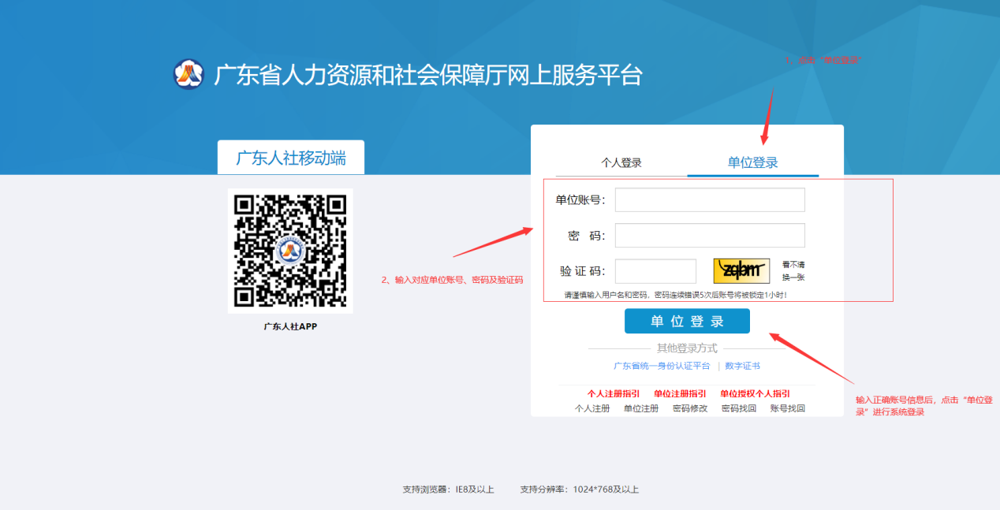 1、点击“单位登录”
广东省人力资源和社会保障厅网上服务平台
广东人社移动端
个人登录 单位登录
单位账号：
密 码：
验 证 码： zqbm 看不清
换一张
2、输入对应单位账号、密码及验证码
请谨慎输入用户名和密码，密码连续错误5次后账号将被锁定1小时！
广东人社APP
单 位 登 录
其他登录方式
广东省统一身份认证平台 | 数字证书
个人注册指引 单位注册指引 单位授权个人指引
个人注册 单位注册 密码修改 密码找回 账号找回
输入正确账号信息后，点击“单位登
录”进行系统登录
支持浏览器：IE8及以上 支持分辨率：1024*768及以上